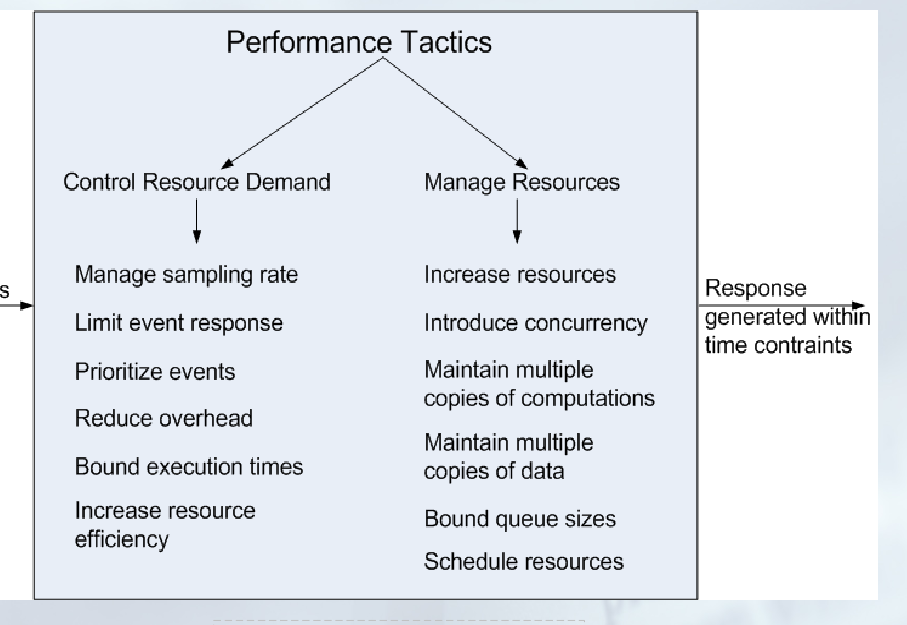 Performance Tactics
Control Resource Demand
Manage sampling rate
Limit event response
Prioritize events
Reduce overhead
Bound execution times
Increase resource
efficiency
Manage Resources
Increase resources
Introduce concurrency
Maintain multiple
copies of computations
Maintain multiple
copies of data
Bound queue sizes
Schedule resources
Response
generated within
time contraints